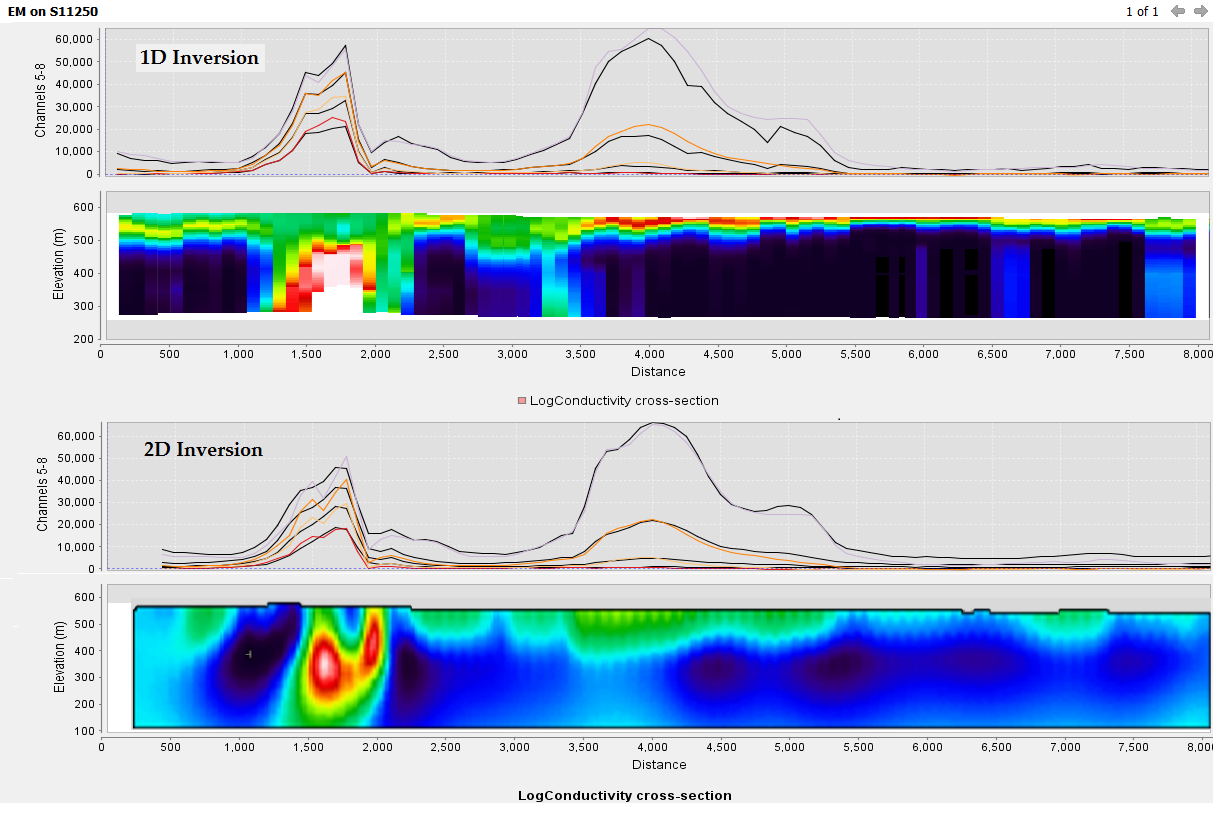 EM on S11250
1 of 1
1D Inversion
Channels 5-8
60,000
50,000
40,000
30,000
20,000
10,000
0
Elevation (m)
600
500
400
300
200
0 500 1,000 1,500 2,000 2,500 3,000 3,500 4,000 4,500 5,000 5,500 6,000 6,500 7,000 7,500 8,000
Distance
LogConductivity cross-section
2D Inversion
Channels 5-8
60,000
50,000
40,000
30,000
20,000
10,000
0
Elevation (m)
600
500
400
300
200
100
0 500 1,000 1,500 2,000 2,500 3,000 3,500 4,000 4,500 5,000 5,500 6,000 6,500 7,000 7,500 8,00
Distance
LogConductivity cross-section